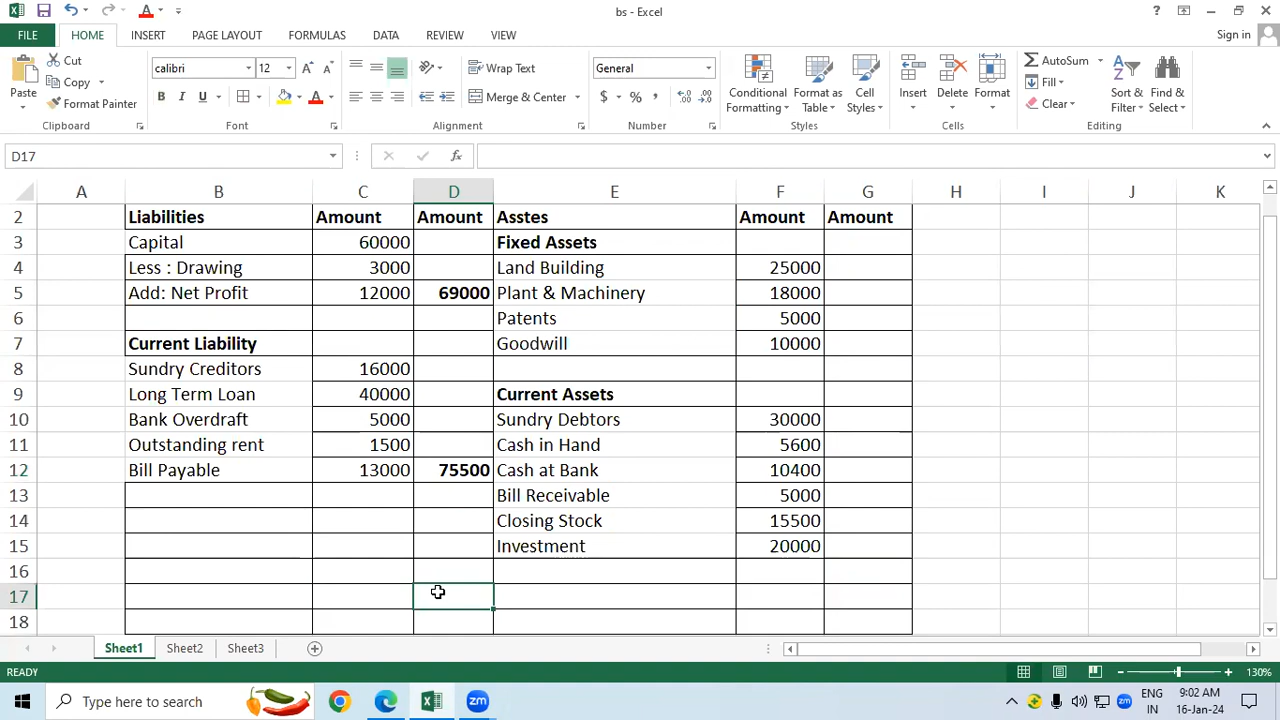 bs - Excel
? 
FILE HOME INSERT PAGE LAYOUT FORMULAS DATA REVIEW VIEW Sign in
Paste Cut Copy Format Painter Clipboard
calibri 12 B I U A Font
Wrap Text Merge & Center Alignment
General $ % , Number
Conditional Formatting Format as Table Cell Styles Styles
Insert Delete Format Cells
AutoSum Fill Clear Sort & Filter Find & Select Editing
D17 fx
A B C D E F G H I J K
2 Liabilities Amount Amount Asstes Amount Amount
3 Capital 60000 Fixed Assets
4 Less : Drawing 3000 Land Building 25000
5 Add: Net Profit 12000 69000 Plant & Machinery 18000
6 Patents 5000
7 Current Liability Goodwill 10000
8 Sundry Creditors 16000
9 Long Term Loan 40000 Current Assets
10 Bank Overdraft 5000 Sundry Debtors 30000
11 Outstanding rent 1500 Cash in Hand 5600
12 Bill Payable 13000 75500 Cash at Bank 10400
13 Bill Receivable 5000
14 Closing Stock 15500
15 Investment 20000
16
17
18
Sheet1 Sheet2 Sheet3
READY 130%
Type here to search zm zm ENG IN 9:02 AM 16-Jan-24